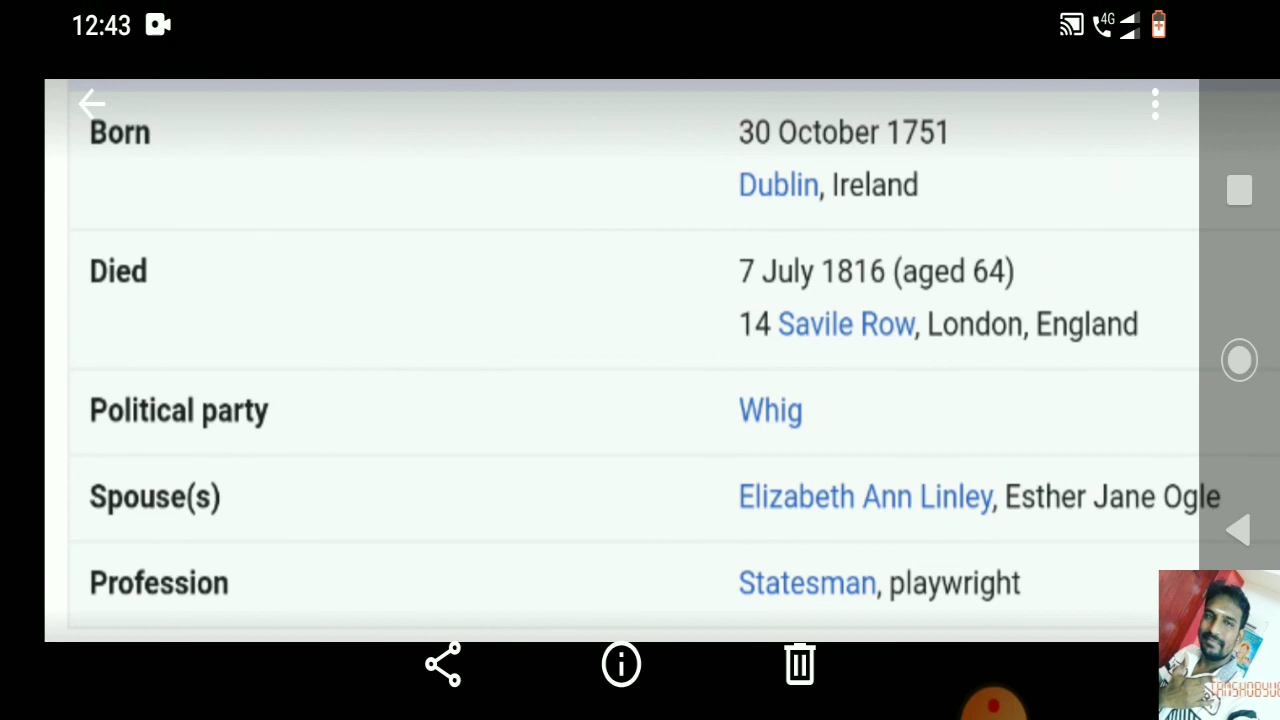 12:43
4G
Born 30 October 1751
Dublin, Ireland
Died 7 July 1816 (aged 64)
14 Savile Row, London, England
Political party Whig
Spouse(s) Elizabeth Ann Linley, Esther Jane Ogle
Profession Statesman, playwright